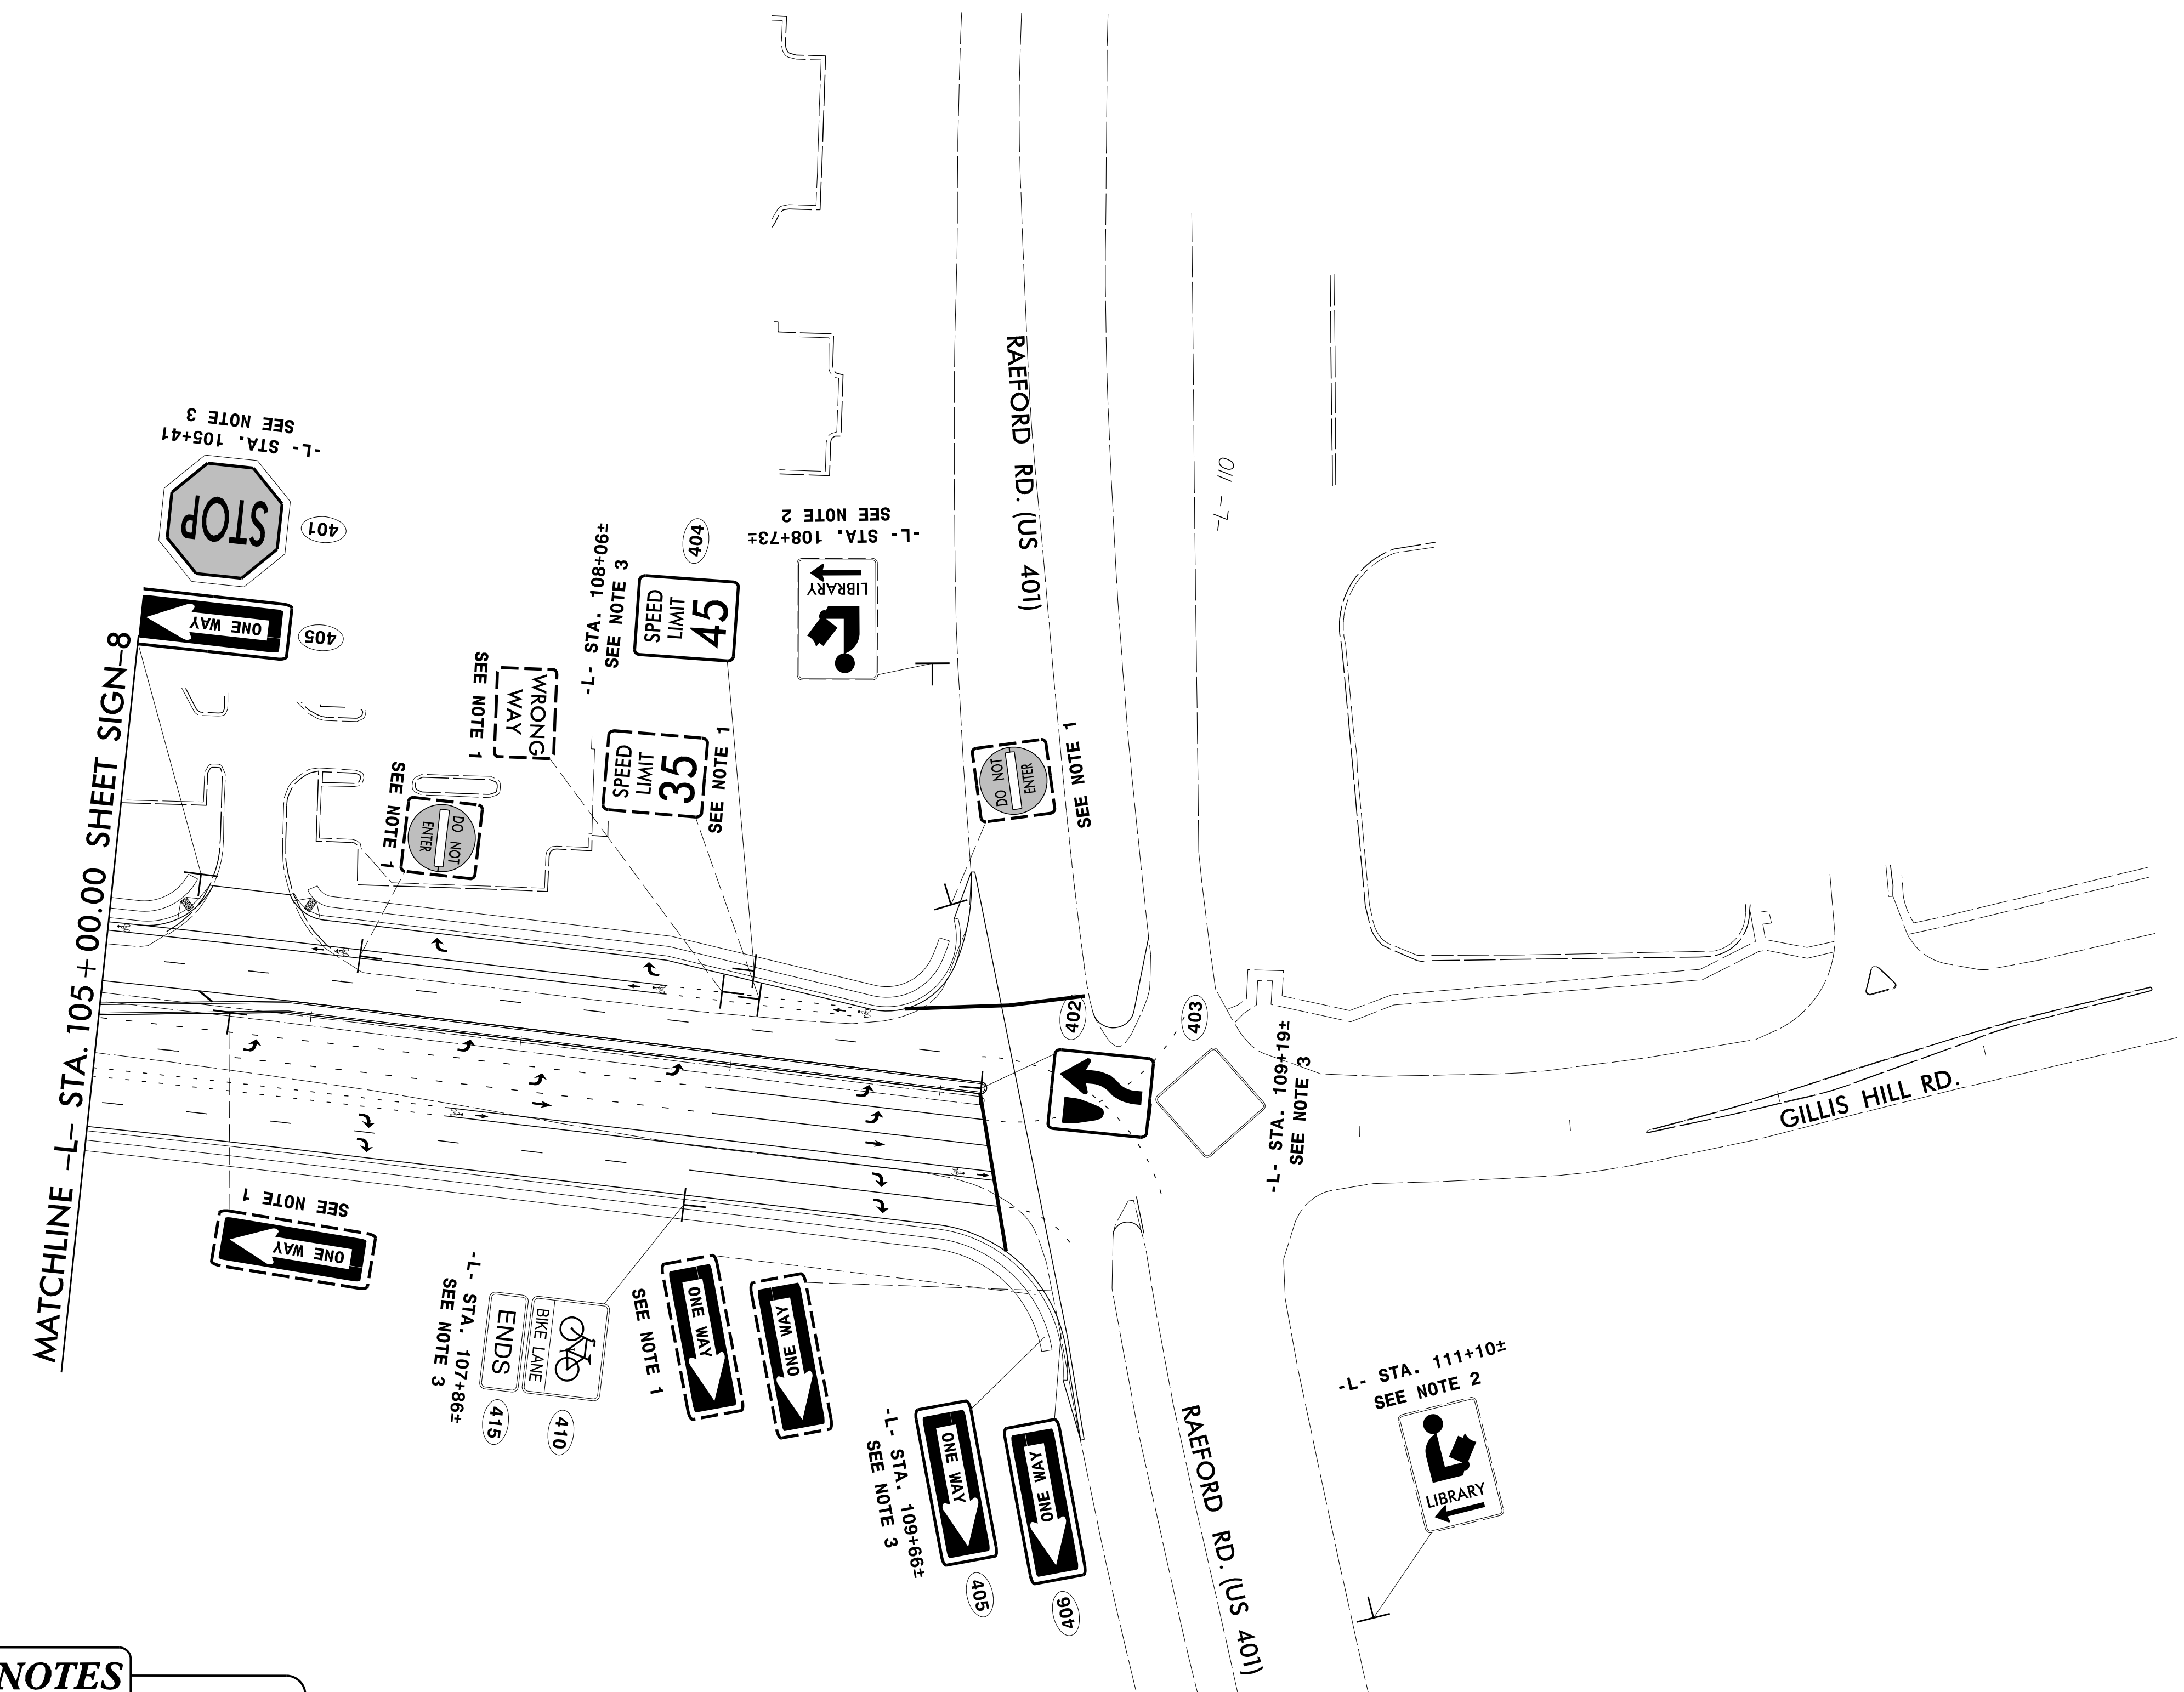 MATCHLINE -L- STA. 105+00.00 SHEET SIGN-8
-L- STA. 105+41
SEE NOTE 3
STOP
401
ONE WAY
405
SEE NOTE 1
WRONG
WAY
SEE NOTE 1
DO NOT
ENTER
-L- STA. 108+06±
SEE NOTE 3
404
SPEED
LIMIT
45
SPEED
LIMIT
35
SEE NOTE 1
-L- STA. 108+73±
SEE NOTE 2
LIBRARY
RAEFORD RD. (US 401)
-L- 110
DO NOT
ENTER
SEE NOTE 1
402
403
-L- STA. 109+19±
SEE NOTE 3
GILLIS HILL RD.
SEE NOTE 1
ONE WAY
-L- STA. 107+86±
SEE NOTE 3
BIKE LANE
ENDS
415
410
SEE NOTE 1
ONE WAY
ONE WAY
-L- STA. 109+66±
SEE NOTE 3
ONE WAY
405
ONE WAY
406
RAEFORD RD. (US 401)
-L- STA. 111+10±
SEE NOTE 2
LIBRARY
NOTES